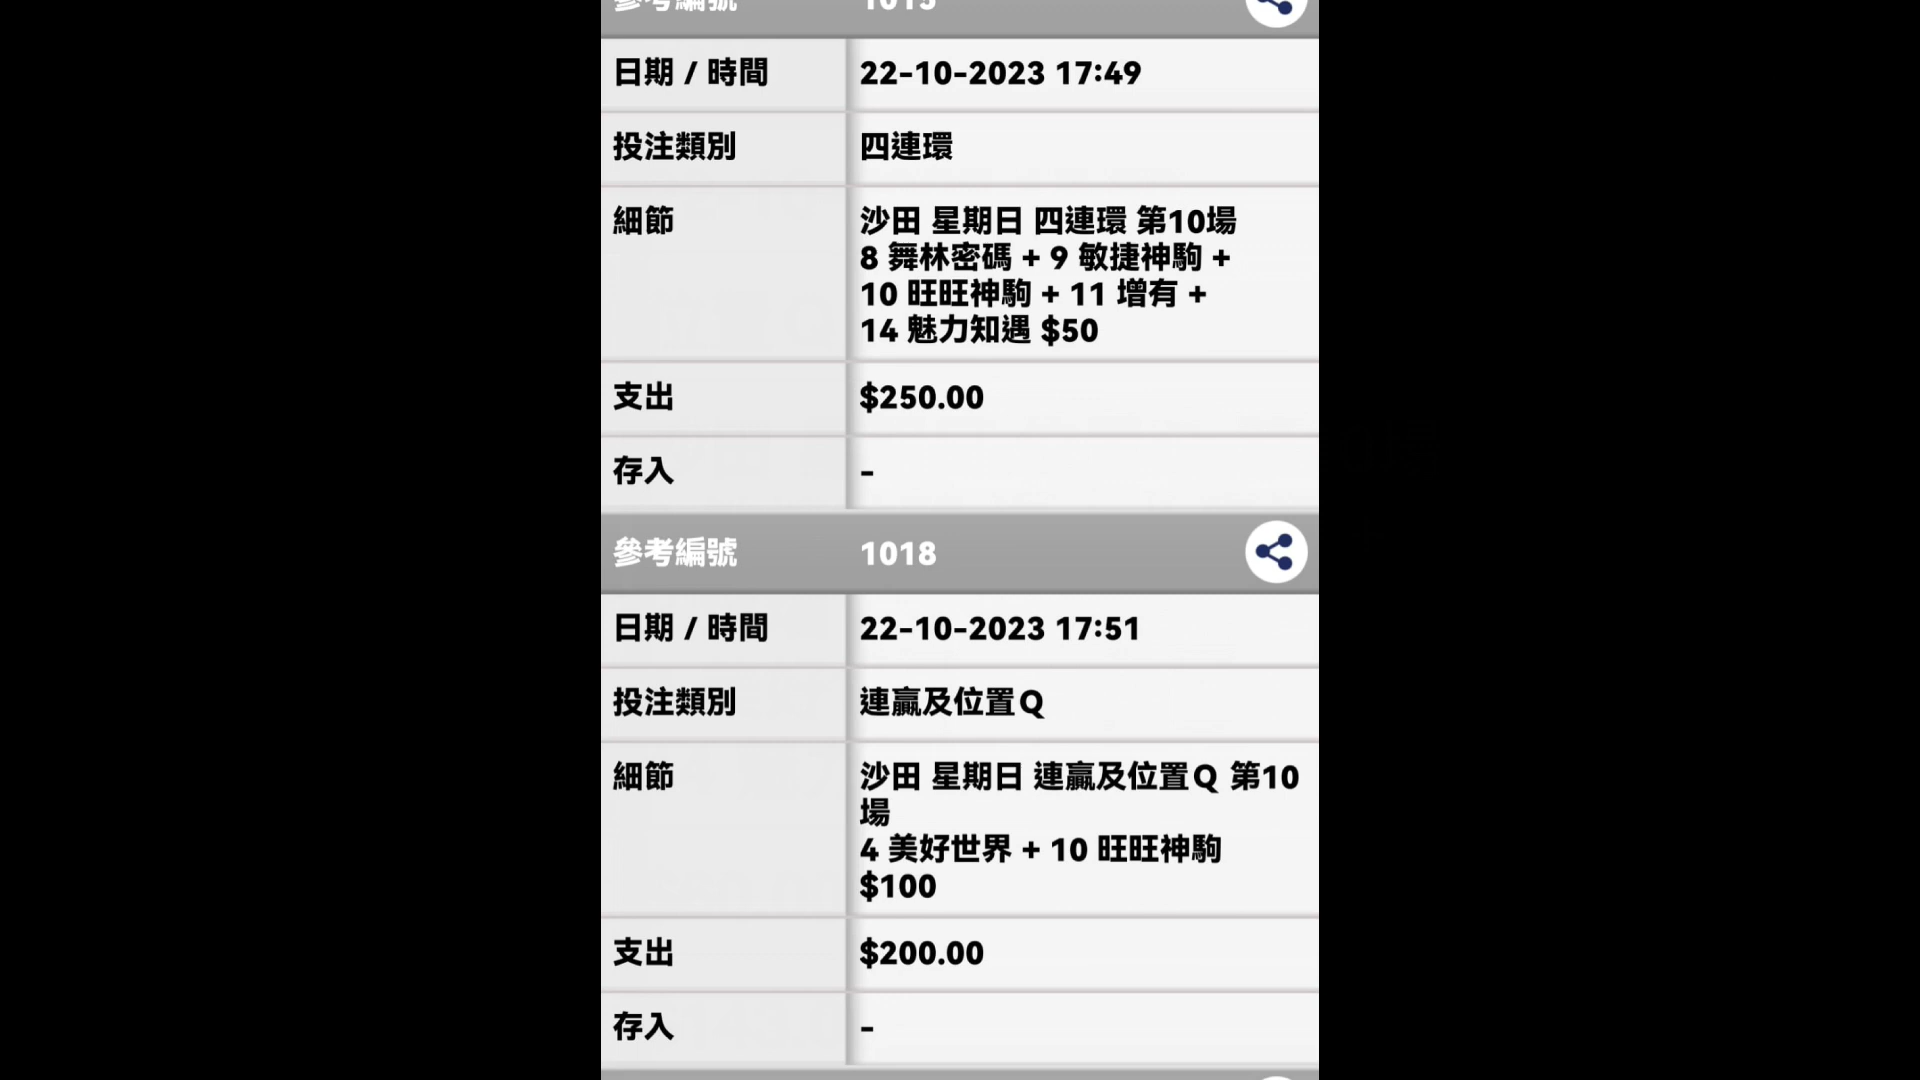 參考編號 1015
日期 / 時間 22-10-2023 17:49
投注類別 四連環
細節 沙田 星期日 四連環 第10場
8 舞林密碼 + 9 敏捷神駒 +
10 旺旺神駒 + 11 增有 +
14 魅力知遇 $50
支出 $250.00
存入 -
參考編號 1018
日期 / 時間 22-10-2023 17:51
投注類別 連贏及位置Q
細節 沙田 星期日 連贏及位置Q 第10
場
4 美好世界 + 10 旺旺神駒
$100
支出 $200.00
存入 -